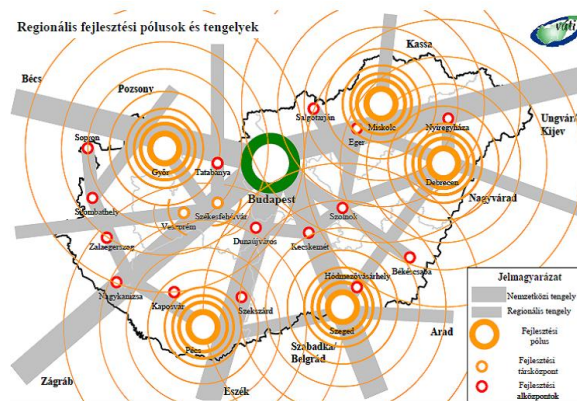 Regionális fejlesztési pólusok és tengelyek
váti
Kassa
Bécs
Pozsony
Ungvár
Kijev
Salgótarján
Miskolc
Nyíregyháza
Sopron
Eger
Győr
Tatabánya
Debrecen
Budapest
Nagyvárad
Szombathely
Székesfehérvár
Veszprém
Szolnok
Zalaegerszeg
Dunaújváros
Kecskemét
Békéscsaba
Hódmezővásárhely
Nagykanizsa
Kaposvár
Szekszárd
Szeged
Arad
Pécs
Szabadka/
Belgrád
Zágráb
Eszék
Jelmagyarázat
Nemzetközi tengely
Regionális tengely
Fejlesztési
pólus
Fejlesztési
társközpont
Fejlesztési
alközpontok